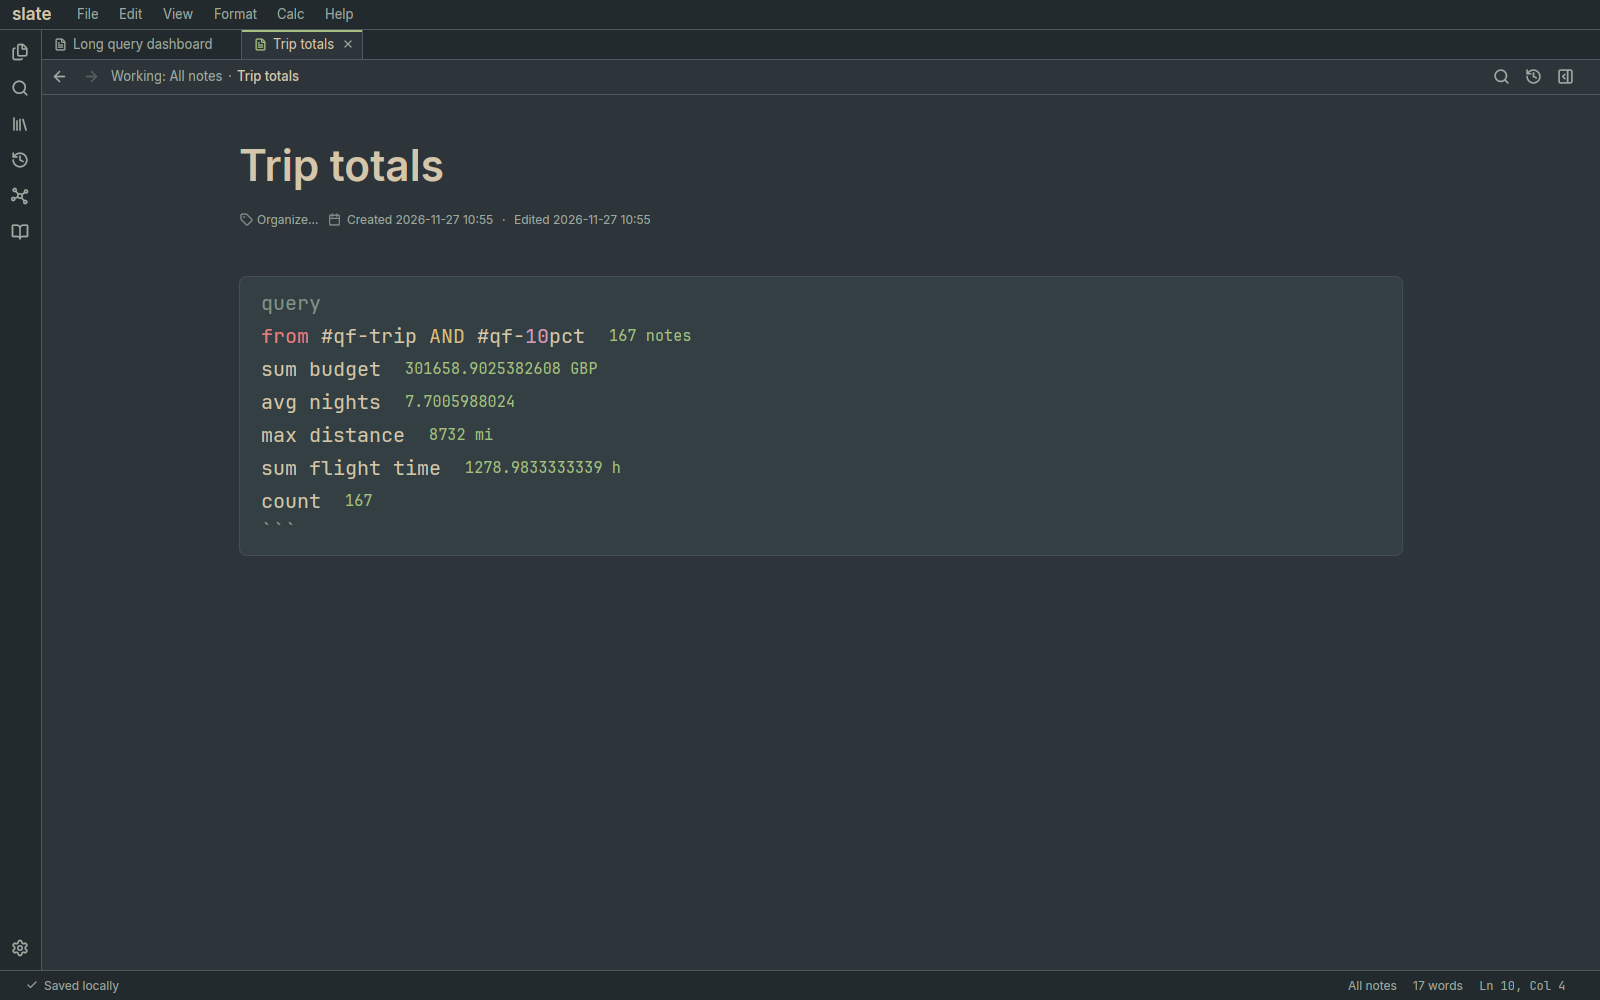 slate File Edit View Format Calc Help
Long query dashboard Trip totals
Working: All notes · Trip totals
Trip totals
Organize... Created 2026-11-27 10:55 · Edited 2026-11-27 10:55
query
from #qf-trip AND #qf-10pct 167 notes
sum budget 301658.9025382608 GBP
avg nights 7.7005988024
max distance 8732 mi
sum flight time 1278.9833333339 h
count 167
```
Saved locally All notes 17 words Ln 10, Col 4